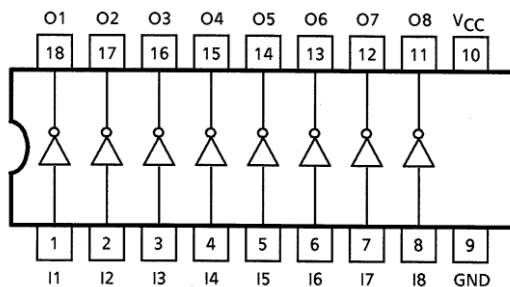 O1 O2 O3 O4 O5 O6 O7 O8 VCC
18 17 16 15 14 13 12 11 10
1 2 3 4 5 6 7 8 9
I1 I2 I3 I4 I5 I6 I7 I8 GND